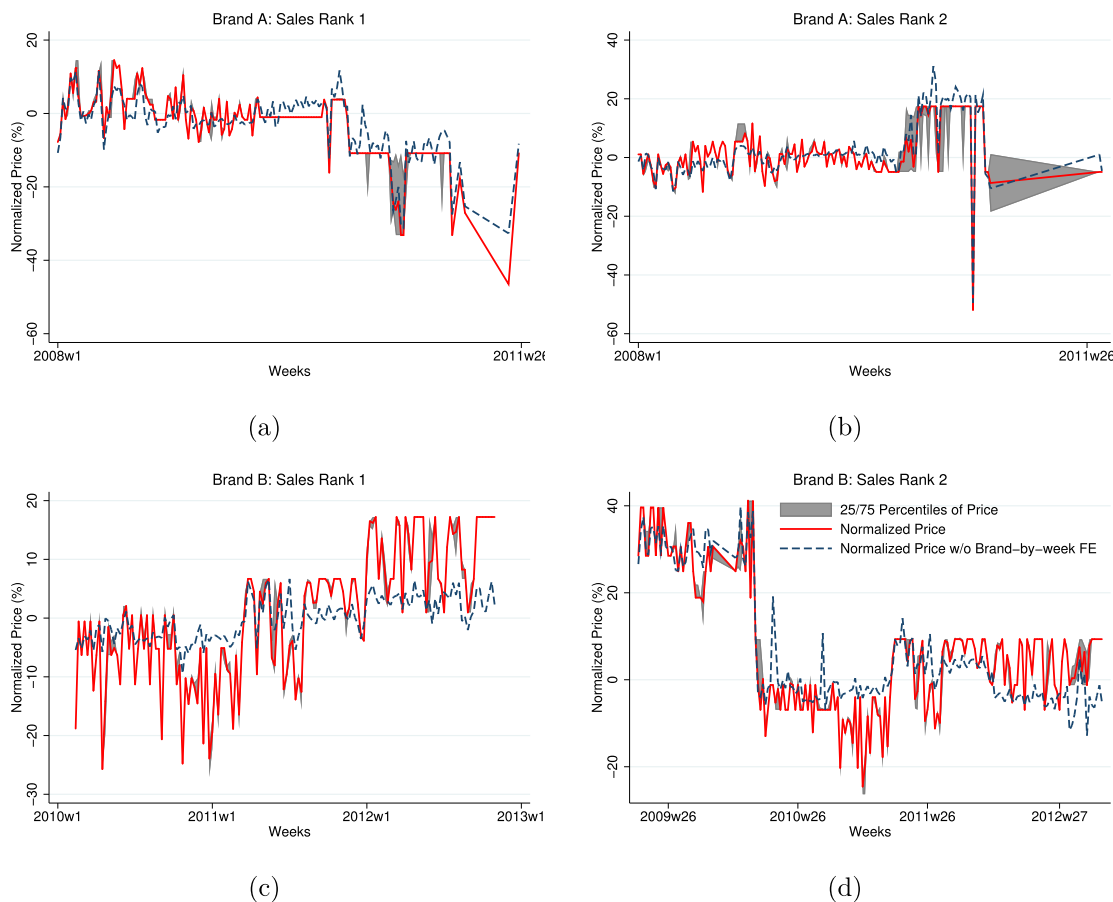 Brand A: Sales Rank 1
Normalized Price (%)
20
0
−20
−40
−60
2008w1
2011w26
Weeks
(a)
Brand A: Sales Rank 2
Normalized Price (%)
40
20
0
−20
−40
−60
2008w1
2011w26
Weeks
(b)
Brand B: Sales Rank 1
Normalized Price (%)
20
10
0
−10
−20
−30
2010w1
2011w1
2012w1
2013w1
Weeks
(c)
Brand B: Sales Rank 2
25/75 Percentiles of Price
Normalized Price
Normalized Price w/o Brand−by−week FE
Normalized Price (%)
40
20
0
−20
2009w26
2010w26
2011w26
2012w27
Weeks
(d)